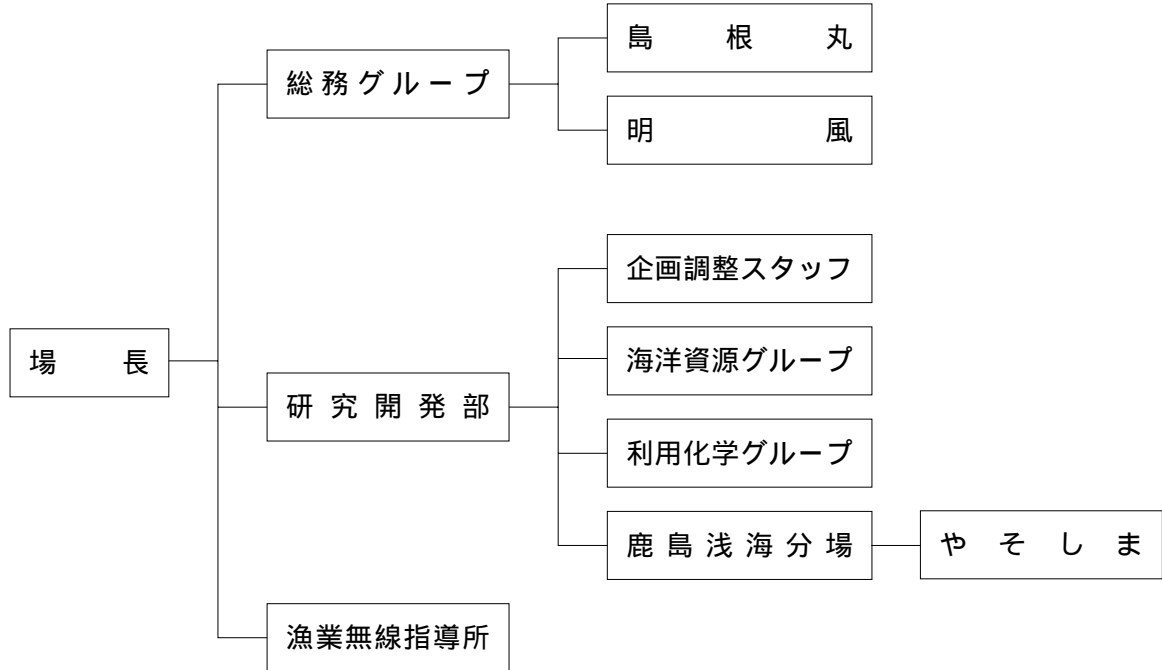 島根丸
総務グループ
明風
企画調整スタッフ
場長
海洋資源グループ
研究開発部
利用化学グループ
鹿島浅海分場
やそしま
漁業無線指導所